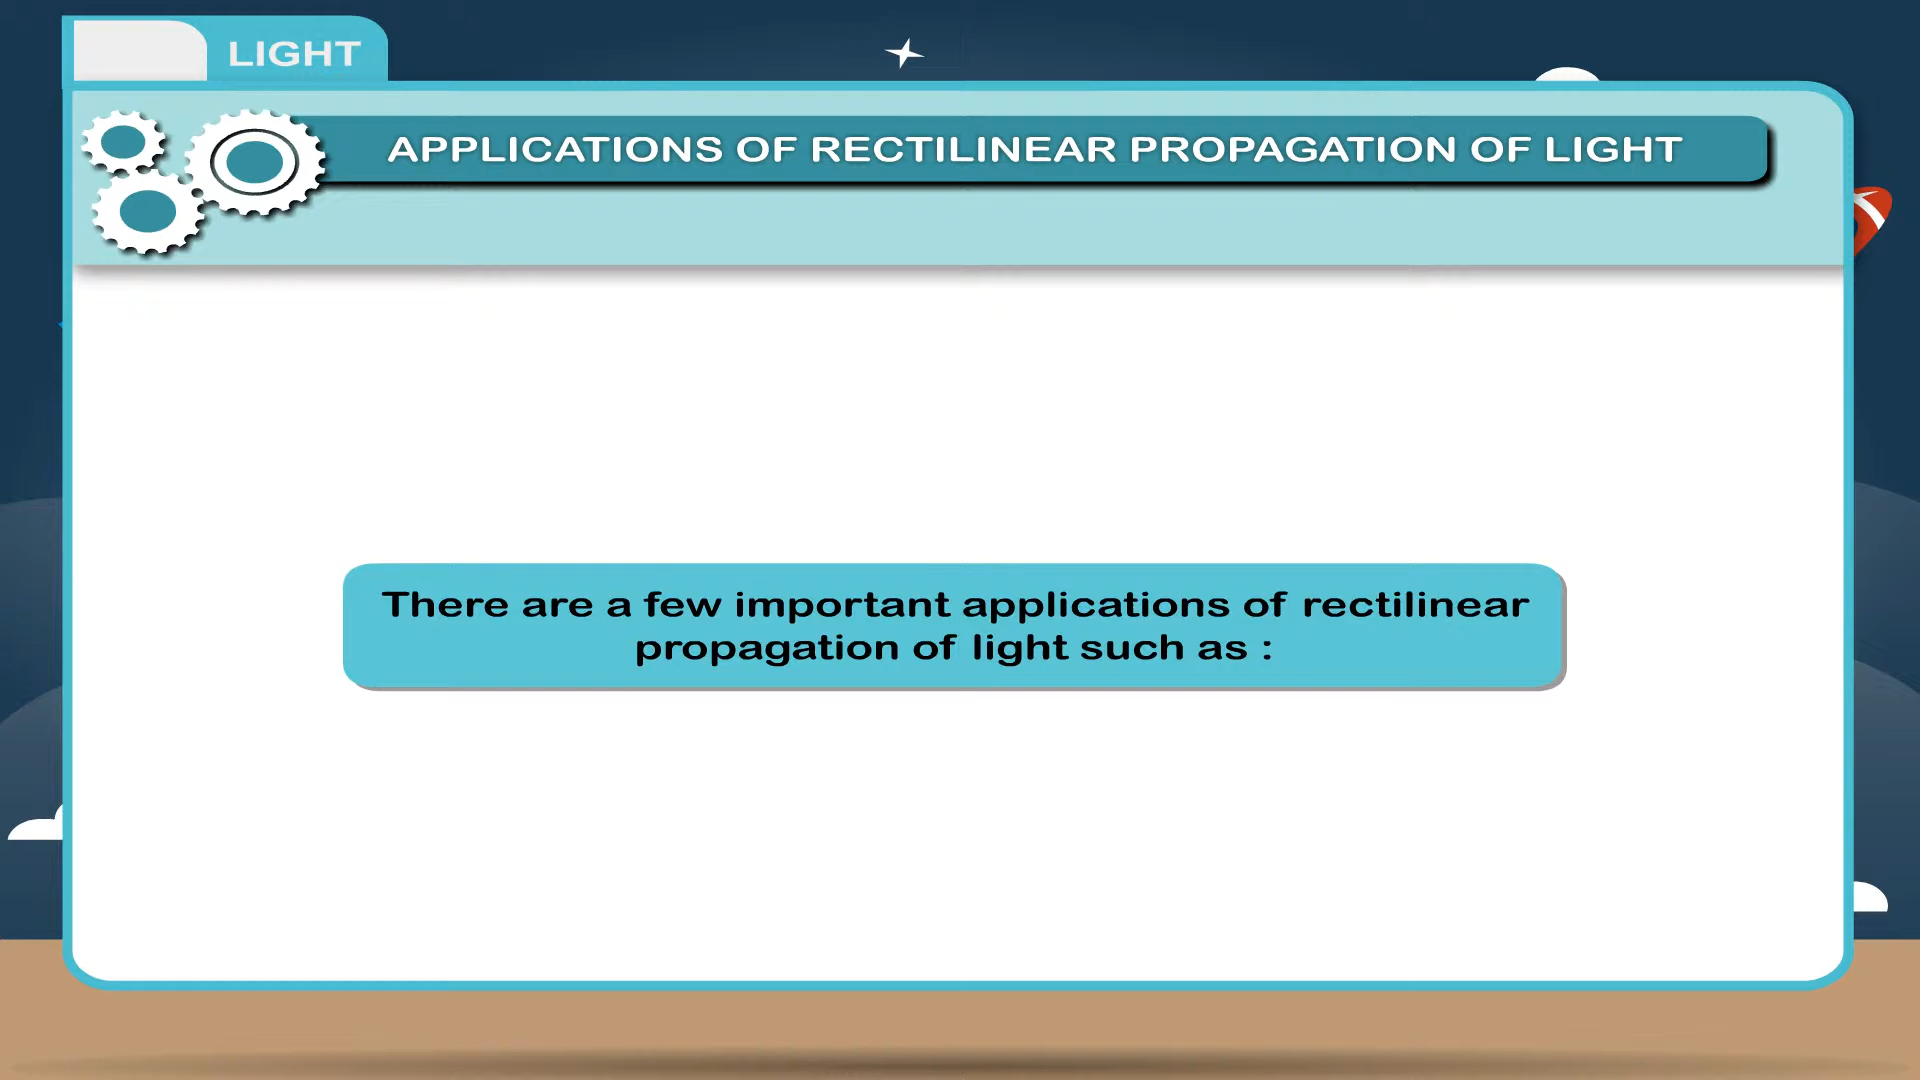 LIGHT
APPLICATIONS OF RECTILINEAR PROPAGATION OF LIGHT
There are a few important applications of rectilinear
propagation of light such as :